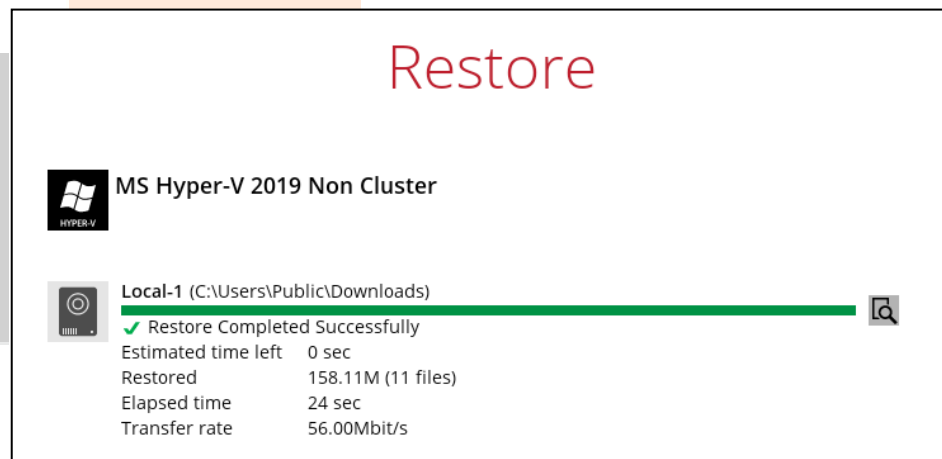 Restore
MS Hyper-V 2019 Non Cluster
HYPER-V
Local-1 (C:\Users\Public\Downloads)
Restore Completed Successfully
Estimated time left 0 sec
Restored 158.11M (11 files)
Elapsed time 24 sec
Transfer rate 56.00Mbit/s